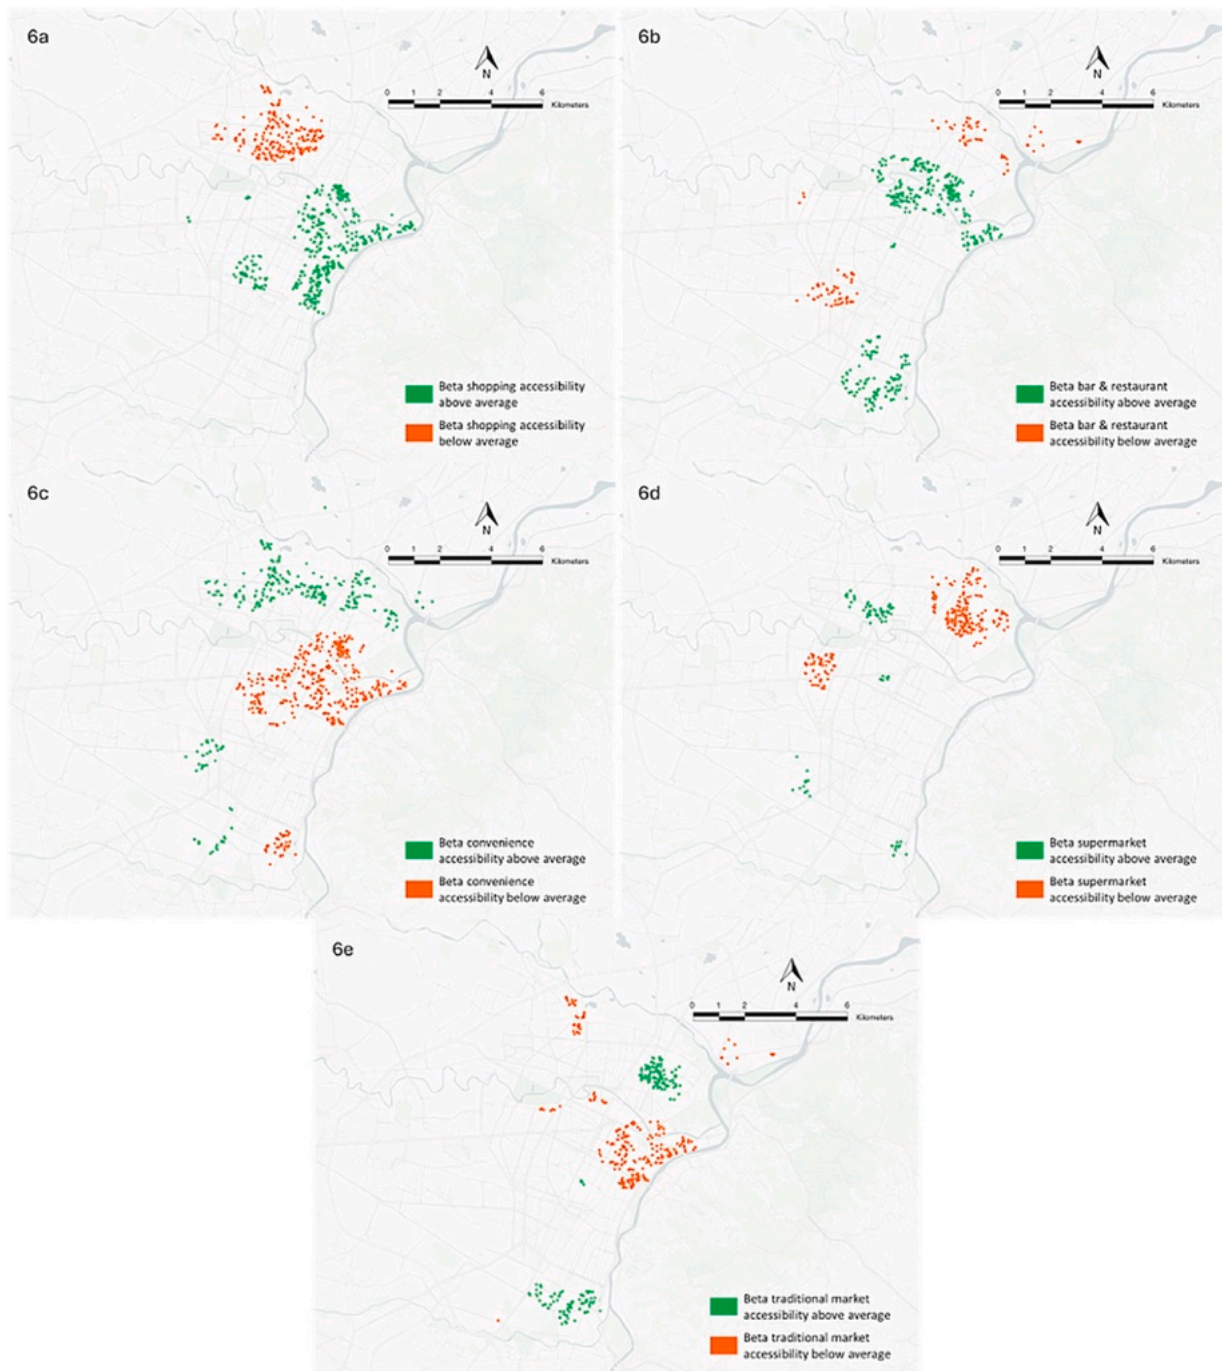 6a
N
0 1 2 4 6
Kilometers
Beta shopping accessibility
above average
Beta shopping accessibility
below average
6b
N
0 1 2 4 6
Kilometers
Beta bar & restaurant
accessibility above average
Beta bar & restaurant
accessibility below average
6c
N
0 1 2 4 6
Kilometers
Beta convenience
accessibility above average
Beta convenience
accessibility below average
6d
N
0 1 2 4 6
Kilometers
Beta supermarket
accessibility above average
Beta supermarket
accessibility below average
6e
N
0 1 2 4 6
Kilometers
Beta traditional market
accessibility above average
Beta traditional market
accessibility below average